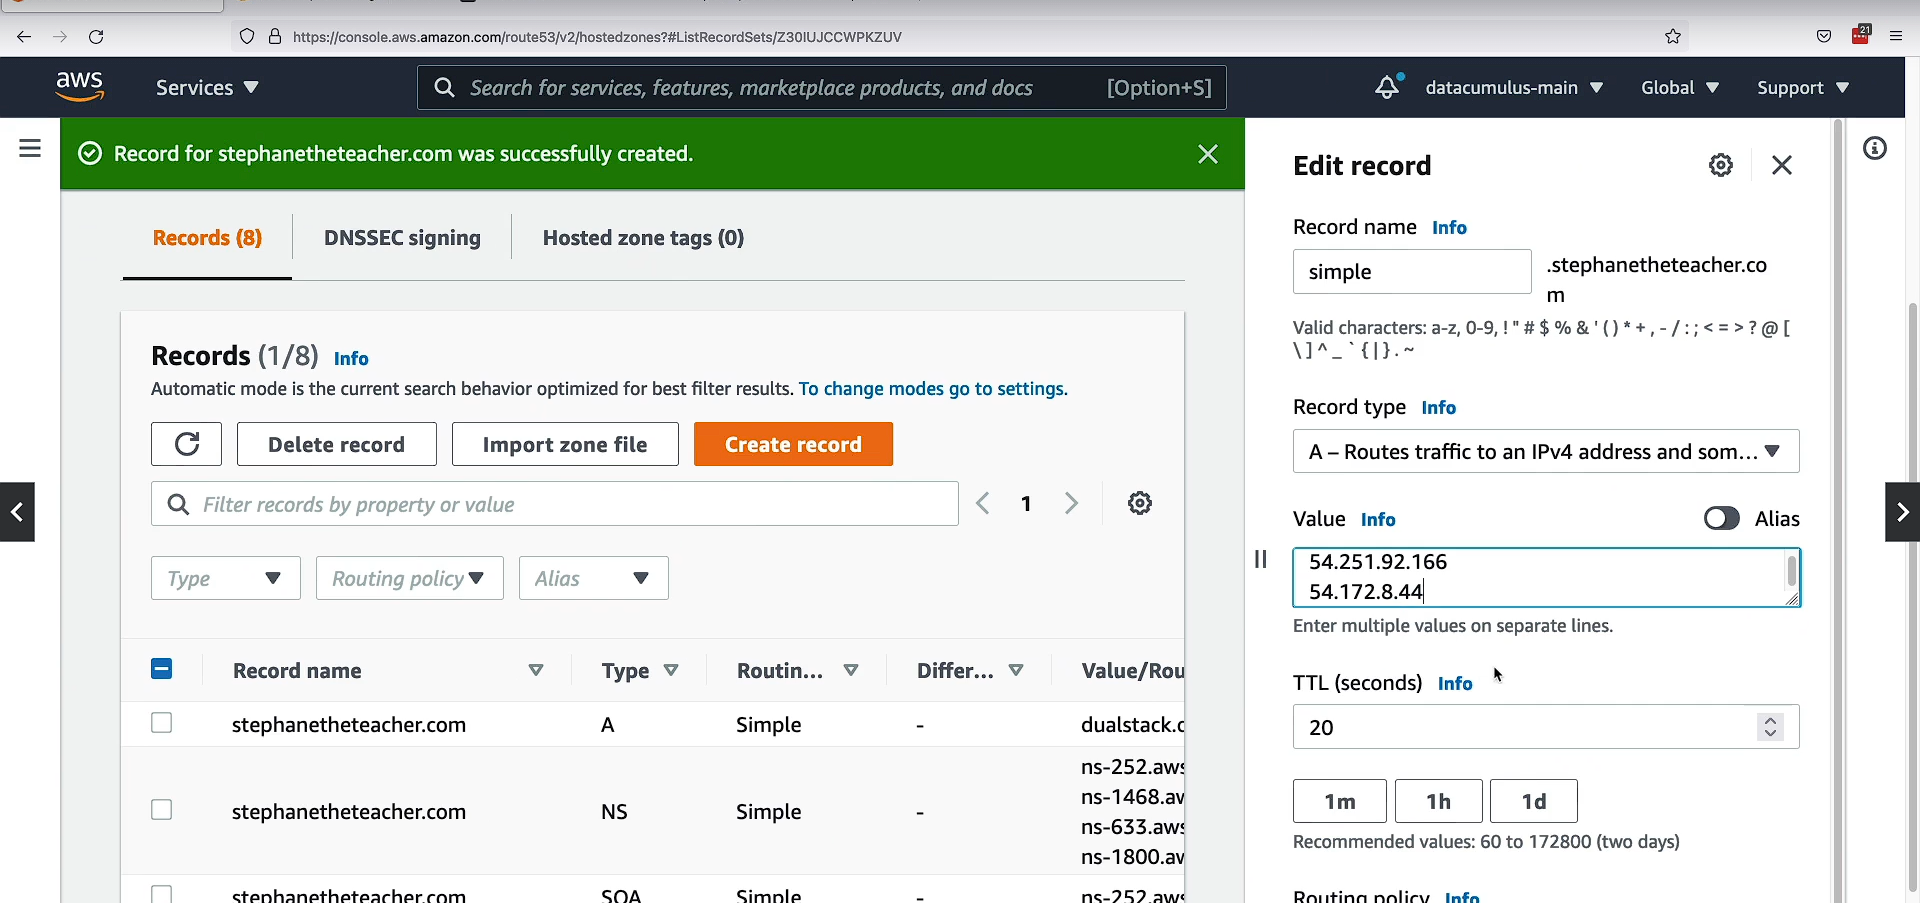 https://console.aws.amazon.com/route53/v2/hostedzones?#ListRecordSets/Z30IUJCCWPKZUV
21
aws
Services
Search for services, features, marketplace products, and docs
[Option+S]
datacumulus-main
Global
Support
Record for stephanetheteacher.com was successfully created.
Records (8)
DNSSEC signing
Hosted zone tags (0)
Records (1/8) Info
Automatic mode is the current search behavior optimized for best filter results. To change modes go to settings.
Delete record
Import zone file
Create record
Filter records by property or value
1
Type
Routing policy
Alias
Record name
Type
Routin...
Differ...
Value/Rou
stephanetheteacher.com
A
Simple
-
dualstack.
stephanetheteacher.com
NS
Simple
-
ns-252.aws
ns-1468.aw
ns-633.aws
ns-1800.aw
stephanetheteacher.com
SOA
Simple
-
ns-252.aws
Edit record
Record name Info
simple
.stephanetheteacher.co
m
Valid characters: a-z, 0-9, ! " # $ % & ' ( ) * + , - / : ; < = > ? @ [
\ ] ^ _ ` { | } . ~
Record type Info
A – Routes traffic to an IPv4 address and som...
Value Info
Alias
54.251.92.166
54.172.8.44
Enter multiple values on separate lines.
TTL (seconds) Info
20
1m
1h
1d
Recommended values: 60 to 172800 (two days)
Routing policy Info